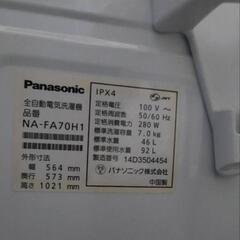 Panasonic
全自動電気洗濯機
品番
NA-FA70H1
外形寸法
幅 564 mm
奥行 573 mm
高さ 1021 mm
IPX4
JET
定格電圧 100 V~
定格周波数 50/60 Hz
定格消費電力 280 W
標準洗濯容量 7.0 kg
標準水量 46 L
標準使用水量 92 L
製造番号 14D3504454
パナソニック株式会社
中国製